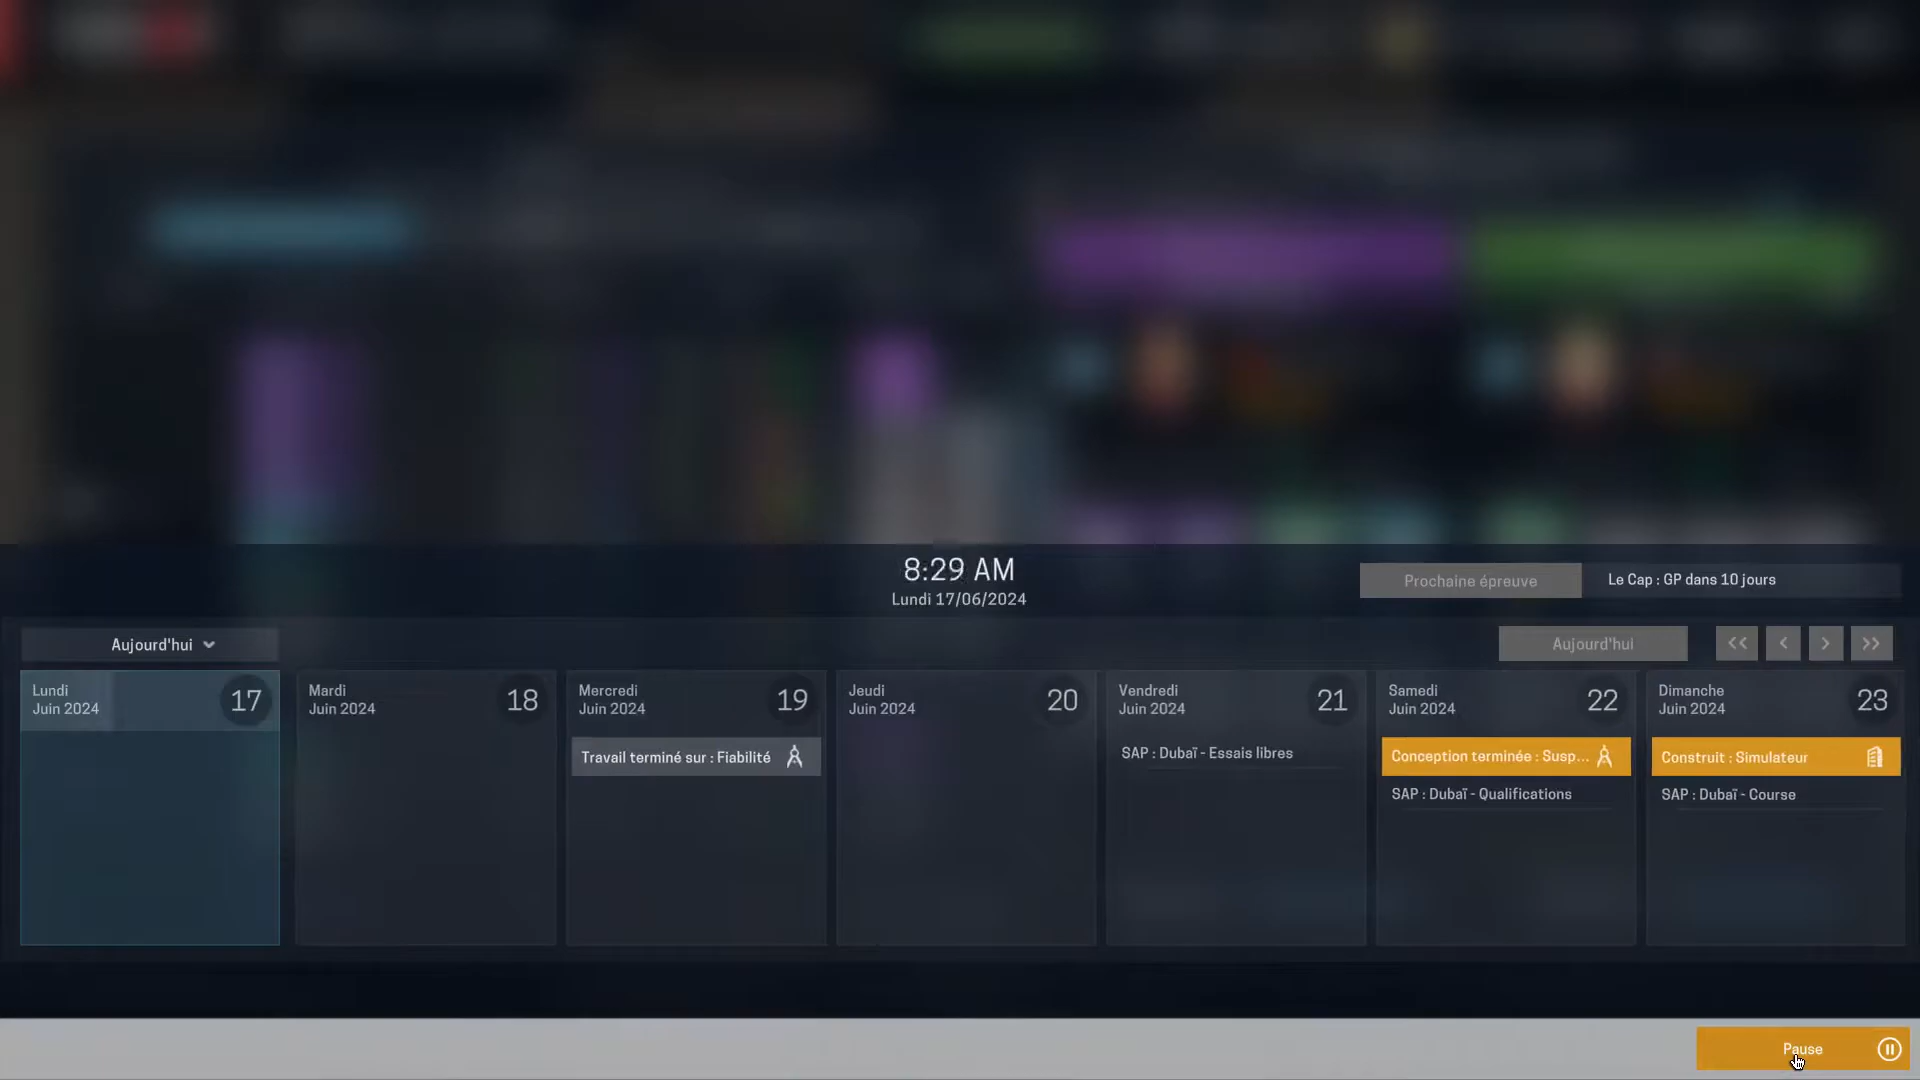 8:29 AM
Lundi 17/06/2024
Prochaine épreuve
Le Cap : GP dans 10 jours
Aujourd'hui
Aujourd'hui
<<
<
>
>>
Lundi
Juin 2024
17
Mardi
Juin 2024
18
Mercredi
Juin 2024
19
Travail terminé sur : Fiabilité
Jeudi
Juin 2024
20
Vendredi
Juin 2024
21
SAP : Dubaï - Essais libres
Samedi
Juin 2024
22
Conception terminée : Susp...
SAP : Dubaï - Qualifications
Dimanche
Juin 2024
23
Construit : Simulateur
SAP : Dubaï - Course
Pause